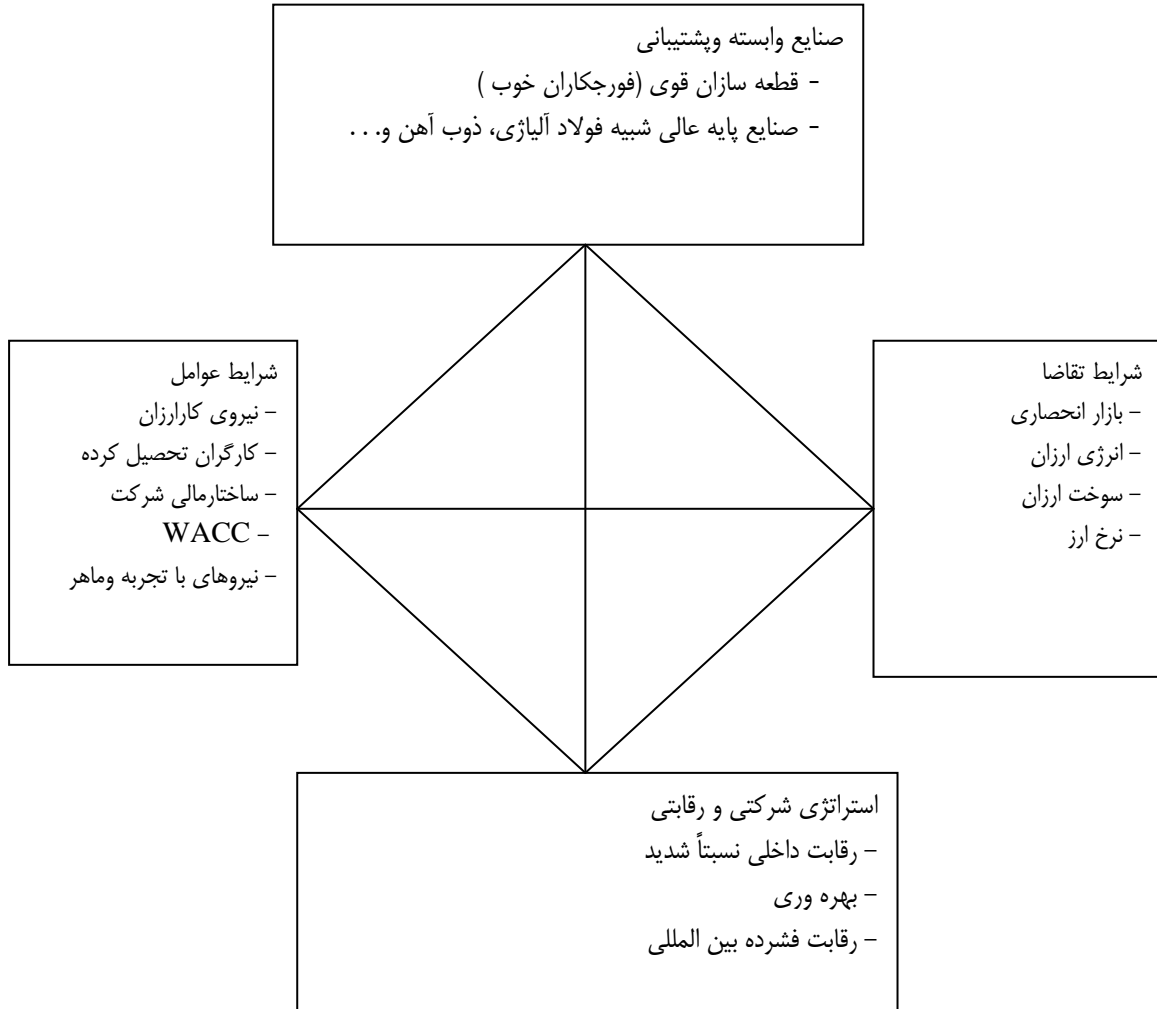 صنایع وابسته وپشتیبانی
- قطعه سازان قوی (فورجکاران خوب )
- صنایع پایه عالی شبیه فولاد آلیاژی، ذوب آهن و. . .
شرایط تقاضا
- بازار انحصاری
- انرژی ارزان
- سوخت ارزان
- نرخ ارز
شرایط عوامل
- نیروی کارارزان
- کارگران تحصیل کرده
- ساختارمالی شرکت
- WACC
- نیروهای با تجربه وماهر
استراتژی شرکتی و رقابتی
- رقابت داخلی نسبتاً شدید
- بهره وری
- رقابت فشرده بین المللی